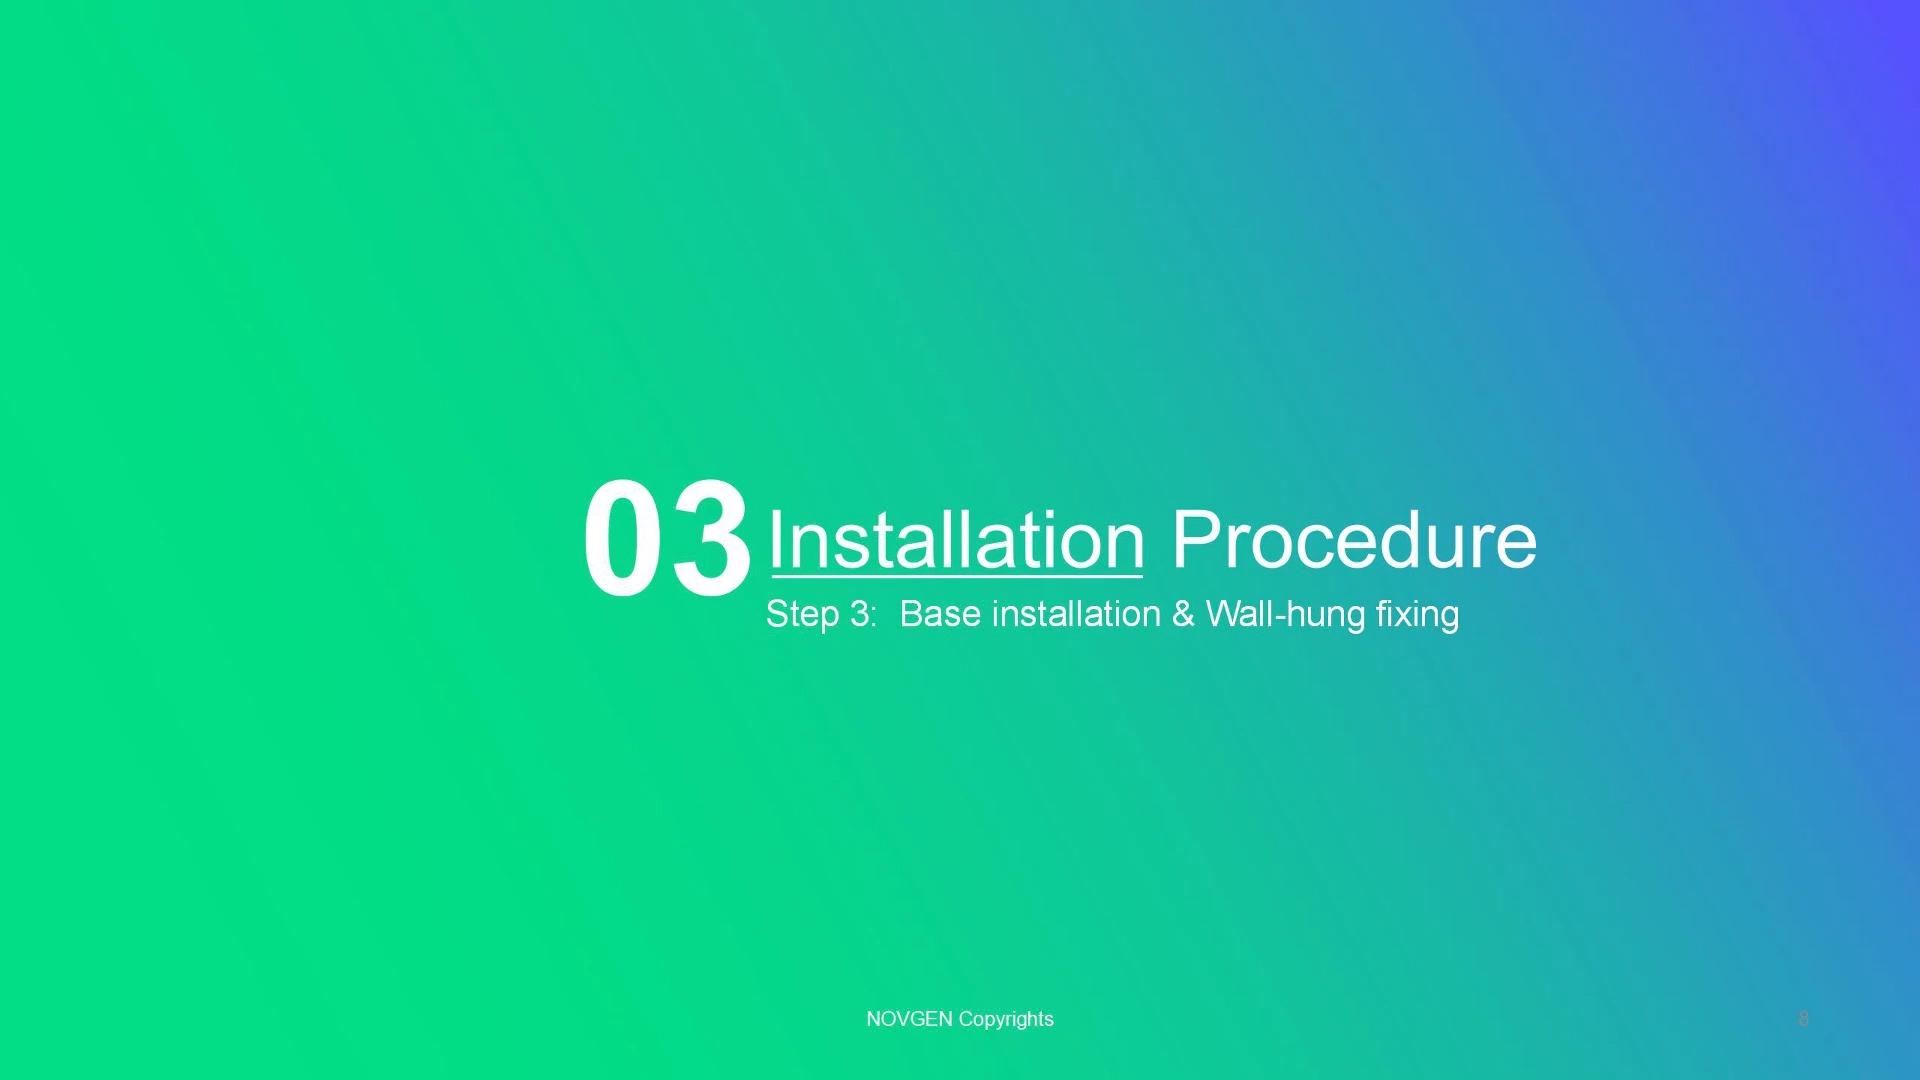 03 Installation Procedure
Step 3:  Base installation & Wall-hung fixing
NOVGEN Copyrights
8